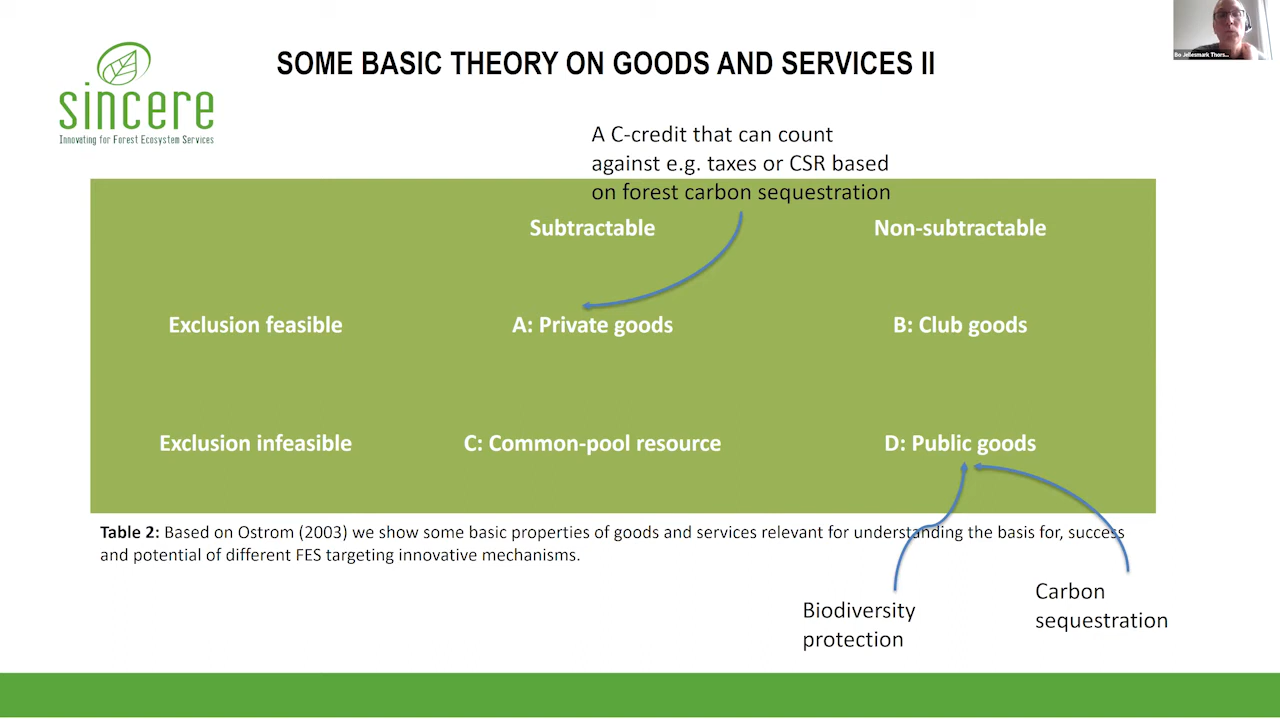 SOME BASIC THEORY ON GOODS AND SERVICES II
Bo Jellesmark Thors...
sincere
Innovating for Forest Ecosystem Services
A C-credit that can count
against e.g. taxes or CSR based
on forest carbon sequestration
Subtractable
Non-subtractable
Exclusion feasible
A: Private goods
B: Club goods
Exclusion infeasible
C: Common-pool resource
D: Public goods
Table 2: Based on Ostrom (2003) we show some basic properties of goods and services relevant for understanding the basis for, success
and potential of different FES targeting innovative mechanisms.
Biodiversity
protection
Carbon
sequestration